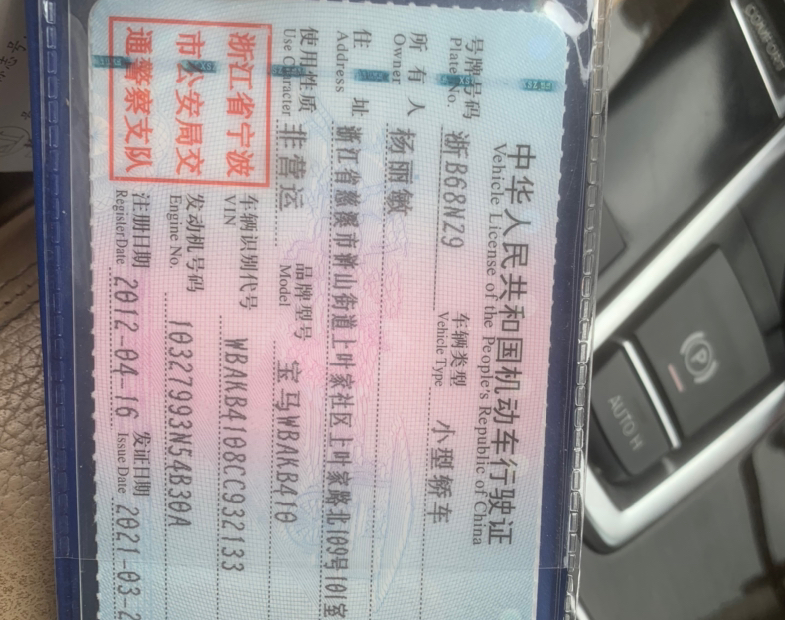 中华人民共和国机动车行驶证
Vehicle License of the People's Republic of China
号牌号码 浙B68NZ9 车辆类型 小型轿车
Plate No. Vehicle Type
所有人 杨丽敏
Owner
住址 浙江省慈溪市浒山街道上叶家社区上叶家路北109号101室
Address
使用性质 非营运 品牌型号 宝马WBAKB410
Use Character Model
浙江省宁波
市公安局交
通警察支队
车辆识别代号 WBAKB4108CC932133
VIN
发动机号码 10327993N54B30A
Engine No.
注册日期 2012-04-16 发证日期 2021-03-2
Register Date Issue Date
COMFORT
P
AUTO H